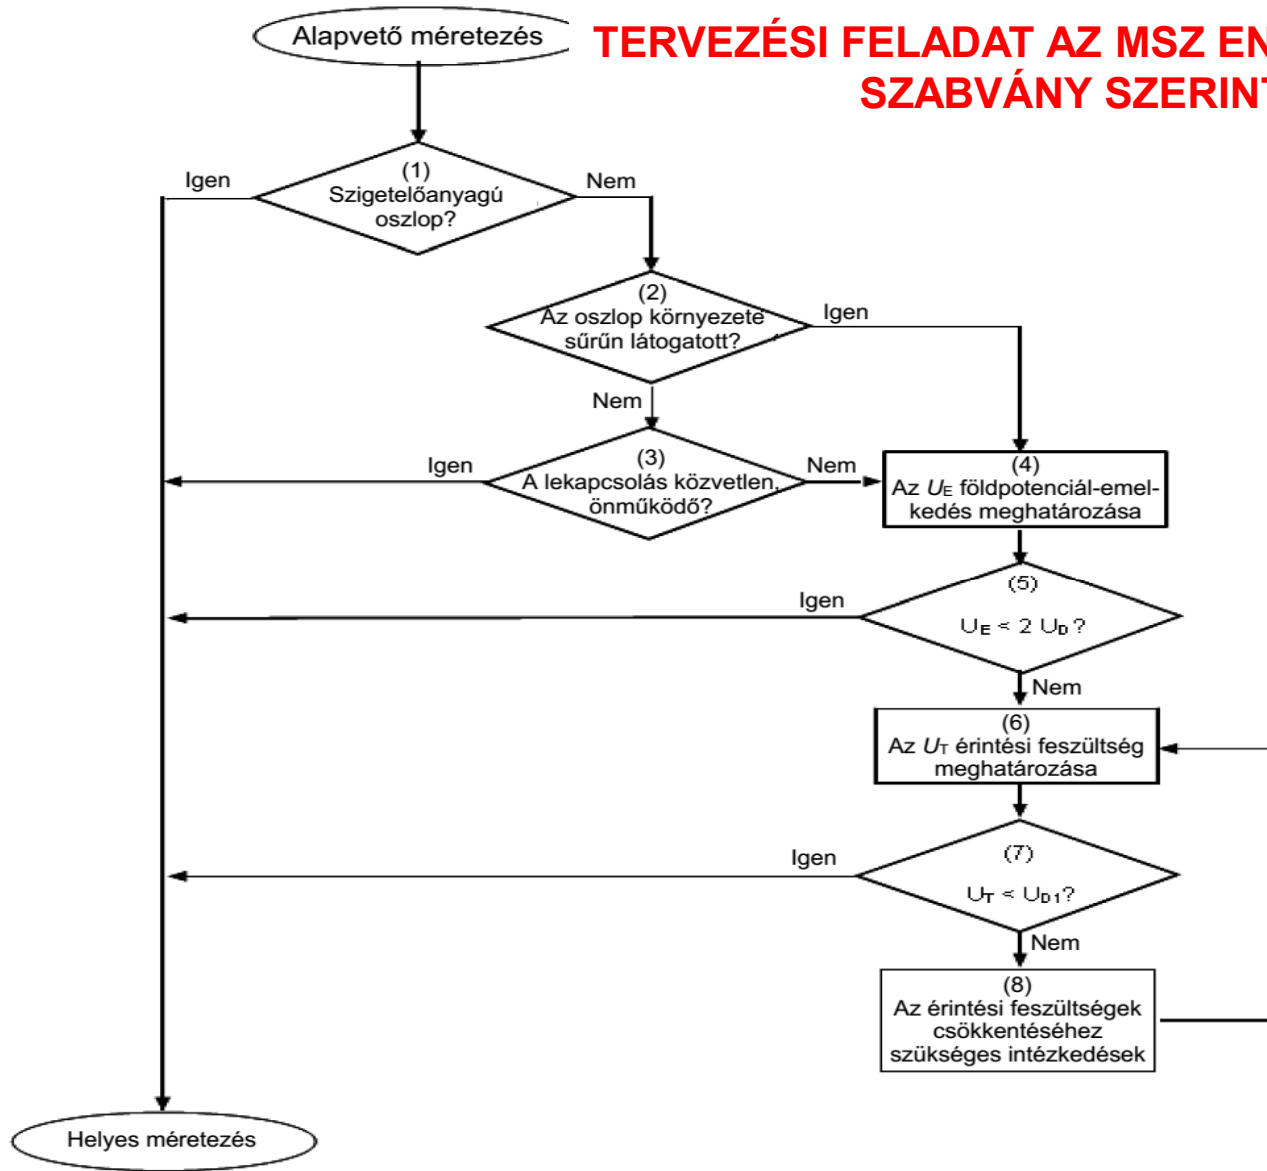 Alapvető méretezés
TERVEZÉSI FELADAT AZ MSZ EN
SZABVÁNY SZERINT
(1)
Szigetelőanyagú
oszlop?
Igen
Nem
(2)
Az oszlop környezete
sűrűn látogatott?
Igen
Nem
(3)
A lekapcsolás közvetlen,
önműködő?
Igen
Nem
(4)
Az UE földpotenciál-emel-
kedés meghatározása
(5)
UE < 2 UD?
Igen
Nem
(6)
Az UT érintési feszültség
meghatározása
(7)
UT < UD1?
Igen
Nem
(8)
Az érintési feszültségek
csökkentéséhez
szükséges intézkedések
Helyes méretezés